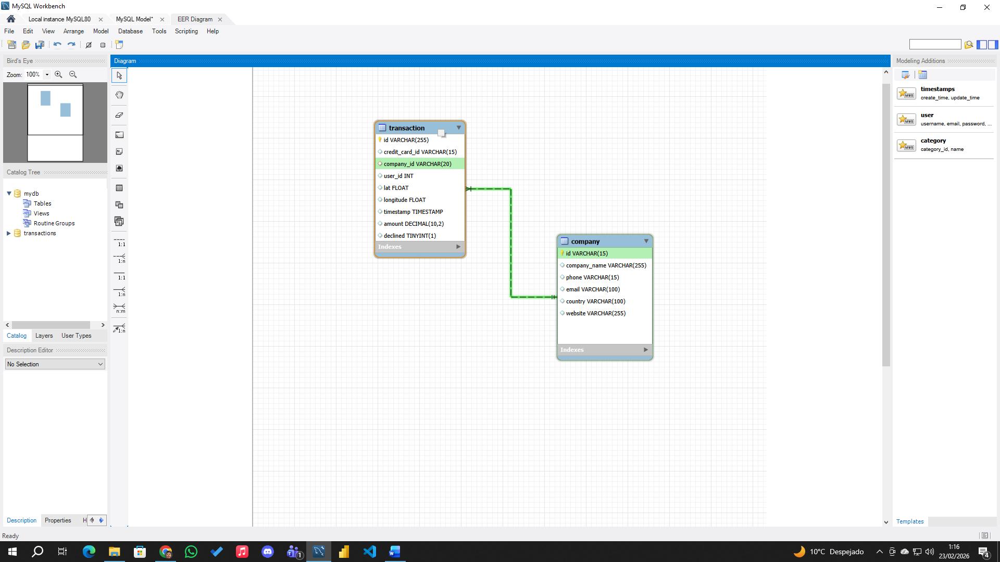 MySQL Workbench
Local instance MySQL80
MySQL Model*
EER Diagram
File Edit View Arrange Model Database Tools Scripting Help
Bird's Eye
Zoom: 100%
Diagram
Modeling Additions
timestamps
create_time, update_time
user
username, email, password, ...
category
category_id, name
Catalog Tree
mydb
Tables
Views
Routine Groups
transactions
Catalog Layers User Types
Description Editor
No Selection
1:1
1:n
1:1
1:n
n:m
1:n
transaction
id VARCHAR(255)
credit_card_id VARCHAR(15)
company_id VARCHAR(20)
user_id INT
lat FLOAT
longitude FLOAT
timestamp TIMESTAMP
amount DECIMAL(10,2)
declined TINYINT(1)
Indexes
company
id VARCHAR(15)
company_name VARCHAR(255)
phone VARCHAR(15)
email VARCHAR(100)
country VARCHAR(100)
website VARCHAR(255)
Indexes
Description Properties H
Templates
Ready
10°C Despejado
1:16
23/02/2026
4
1
MWB
MWB
MWB